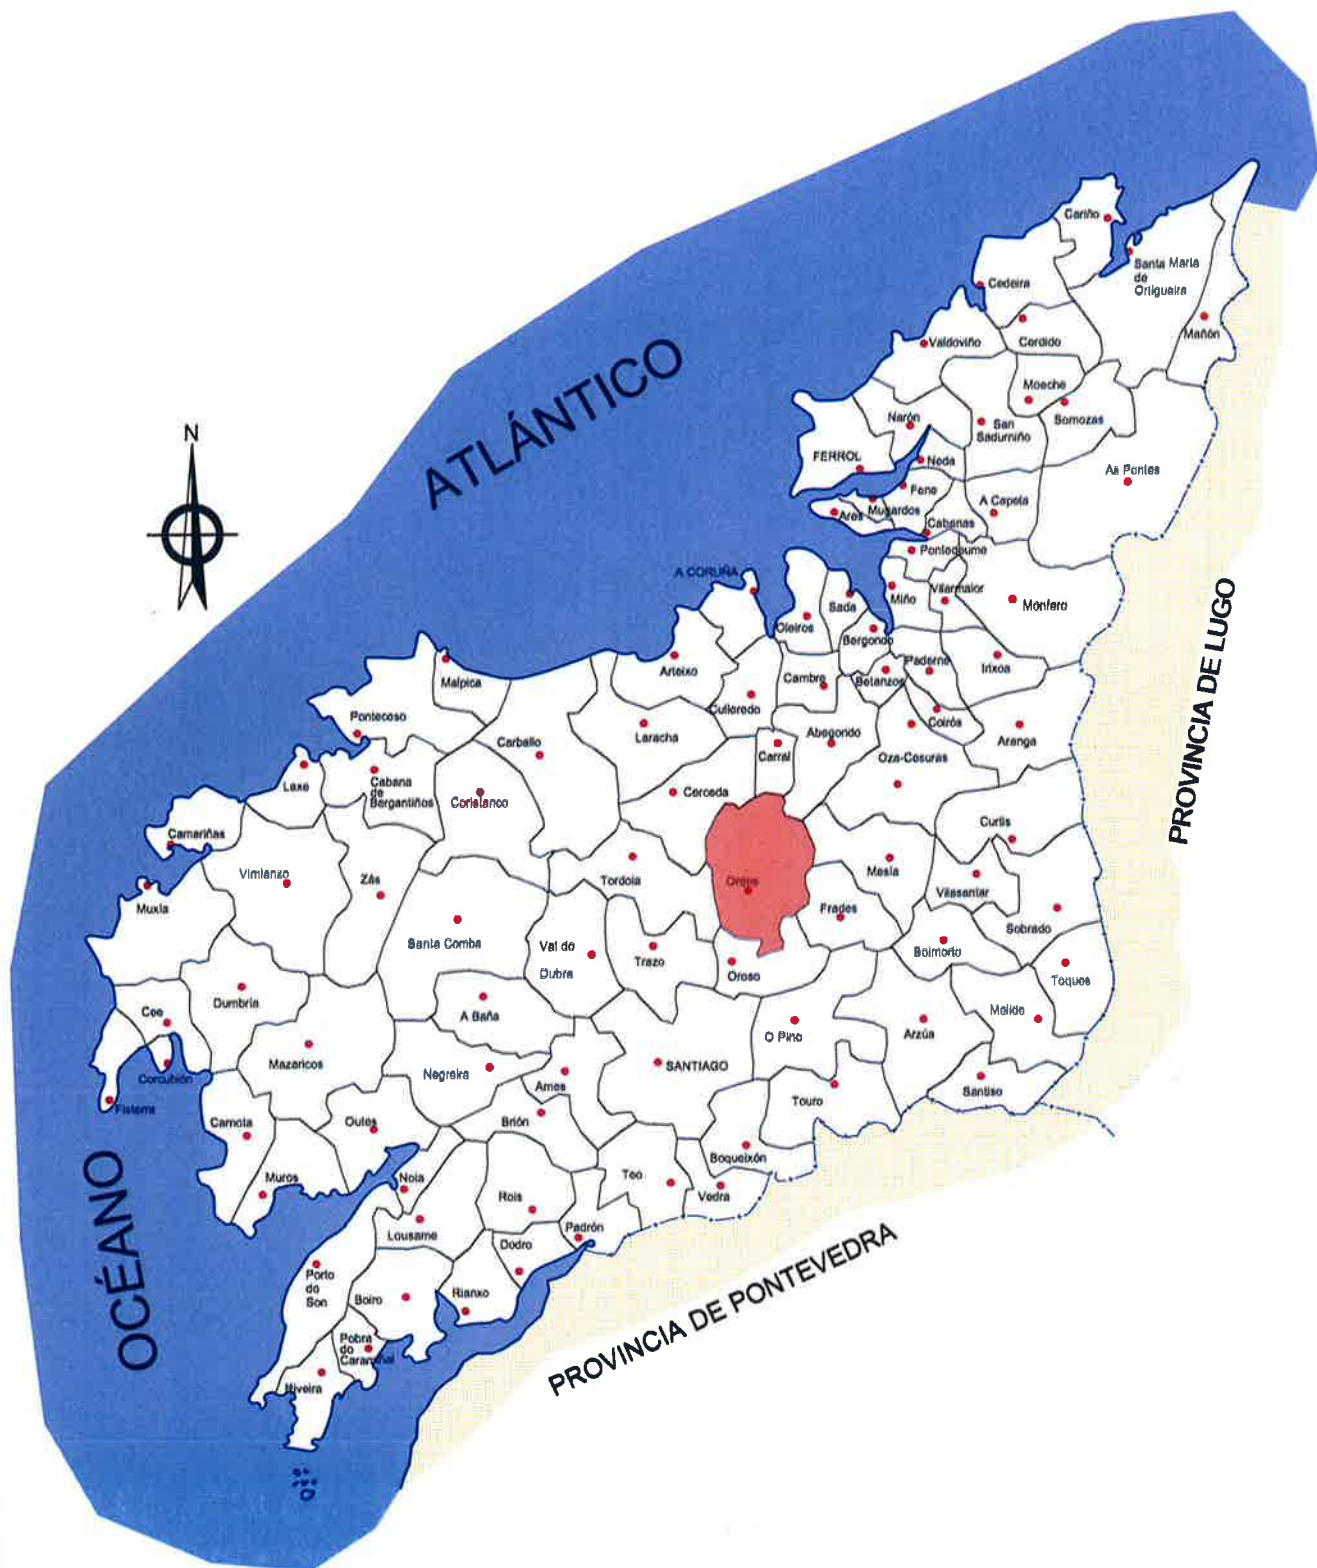 Cariño
Santa Marta
de
Ortigueira
Cedeira
Mañón
Valdoviño
Cerdido
Moeche
Somozas
Narón
San
Sadurniño
FERROL
Neda
As Pontes
Fene
Mugardos
Ares
A Capela
Cabanas
Pontedeume
N
ATLÁNTICO
A CORUÑA
Miño
Vilarmaior
Monfero
Sada
Oleiros
Bergondo
PROVINCIA DE LUGO
Arteixo
Paderne
Irixoa
Malpica
Cambre
Betanzos
Culleredo
Coirós
Ponteceso
Laracha
Abegondo
Aranga
Carballo
Carral
Oza-Cesuras
Laxe
Cabana
de
Bergantiños
Coristanco
Cerceda
Curtis
Camariñas
Vimianzo
Zás
Tordoia
Ordes
Mesía
Vilasantar
Muxía
Frades
Sobrado
Santa Comba
Val do
Dubra
Trazo
Oroso
Boimorto
Toques
Dumbría
Cee
A Baña
O Pino
Arzúa
Melide
Mazaricos
Negreira
SANTIAGO
Corcubión
Ames
Santiso
Fisterra
Touro
Carnota
Outes
Brión
Boqueixón
Muros
Noia
Teo
Vedra
Rois
Lousame
Padrón
Dodro
OCÉANO
Porto
do
Son
Boiro
Rianxo
PROVINCIA DE PONTEVEDRA
Pobra
do
Caramiñal
Riveira